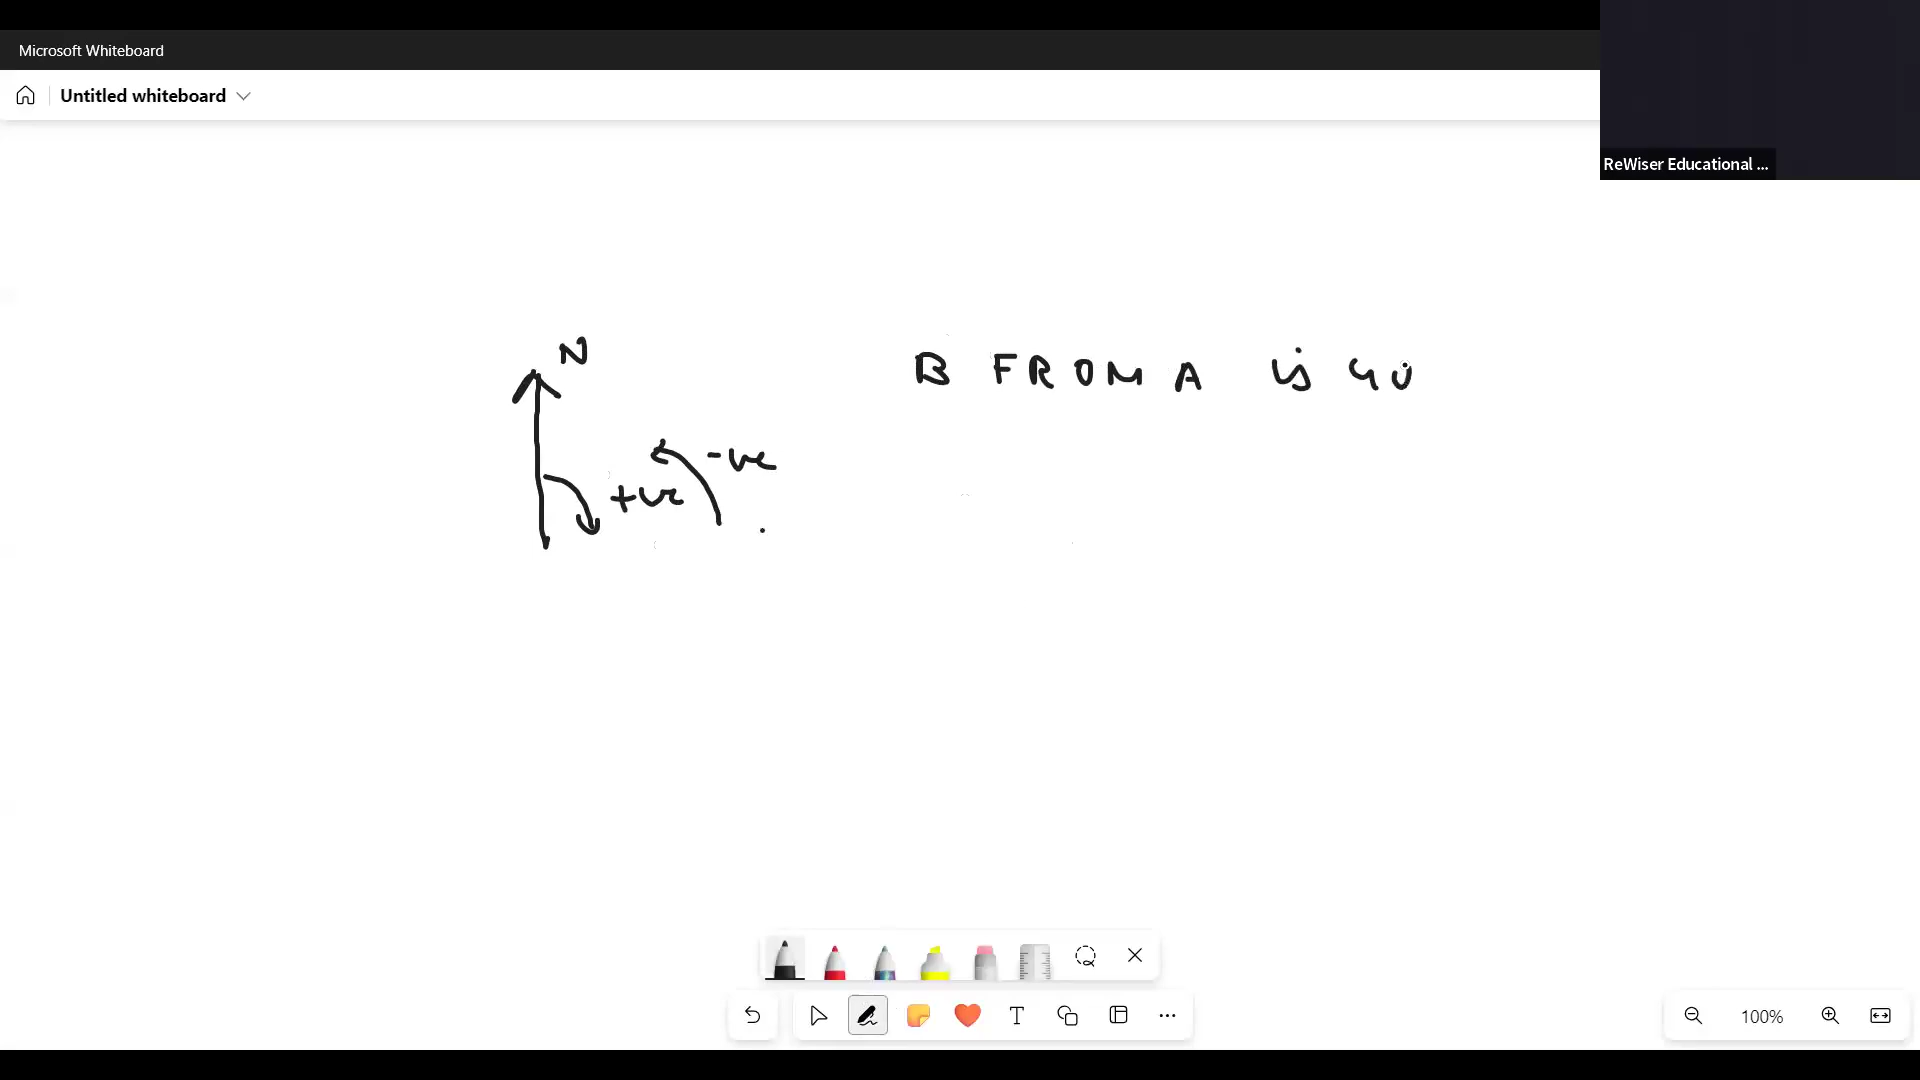 Microsoft Whiteboard
Untitled whiteboard
ReWiser Educational ...
N
B FROM A is 40
-ve
+ve
100%